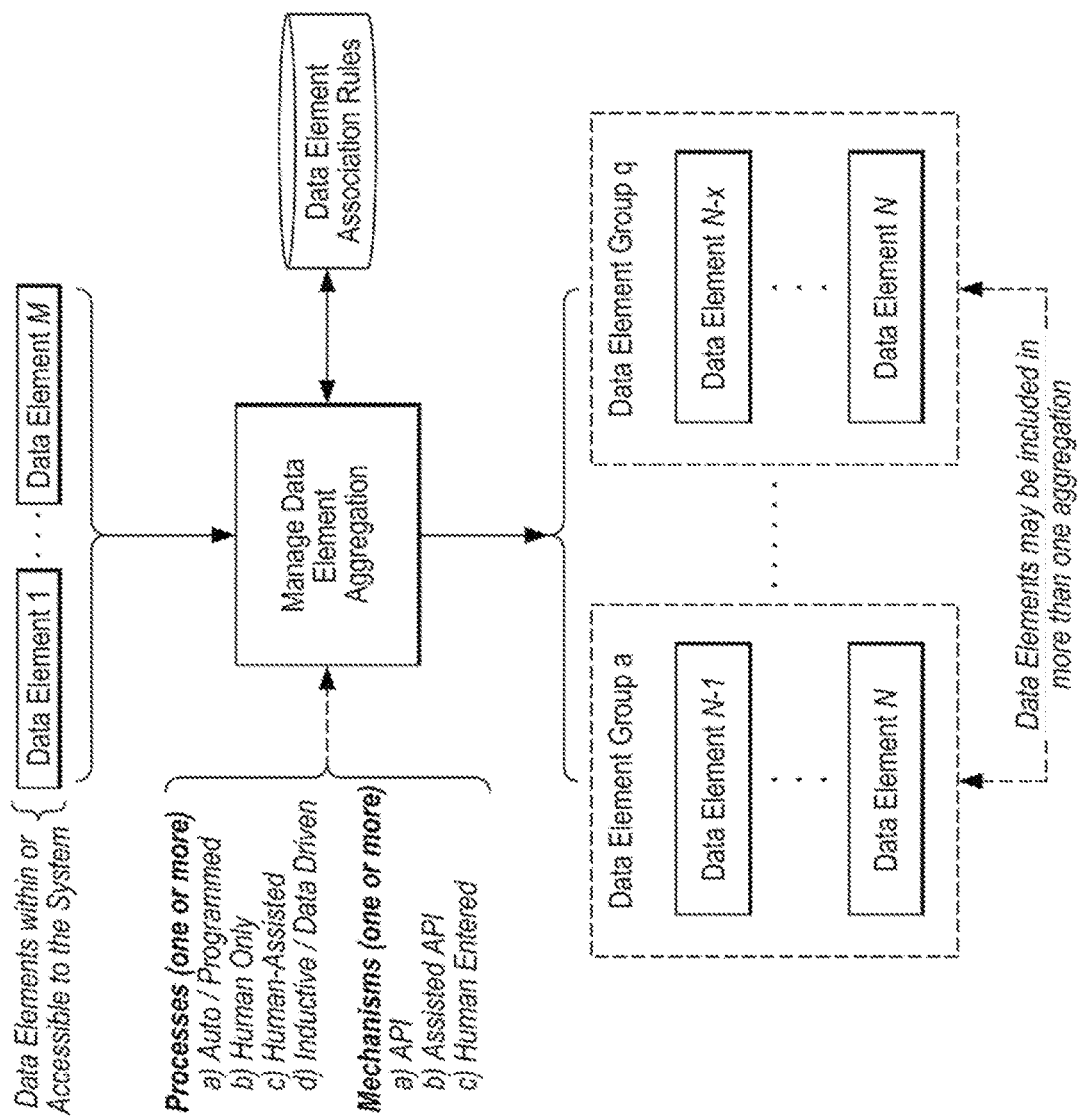 Data Elements within or
Accessible to the System
Data Element 1 . . . Data Element M
Processes (one or more)
a) Auto / Programmed
b) Human Only
c) Human-Assisted
d) Inductive / Data Driven
Mechanisms (one or more)
a) API
b) Assisted API
c) Human Entered
Manage Data
Element
Aggregation
Data Element
Association Rules
Data Element Group a
Data Element N-1
. . .
Data Element N
. . . . .
Data Element Group q
Data Element N-x
. . .
Data Element N
Data Elements may be included in
more than one aggregation